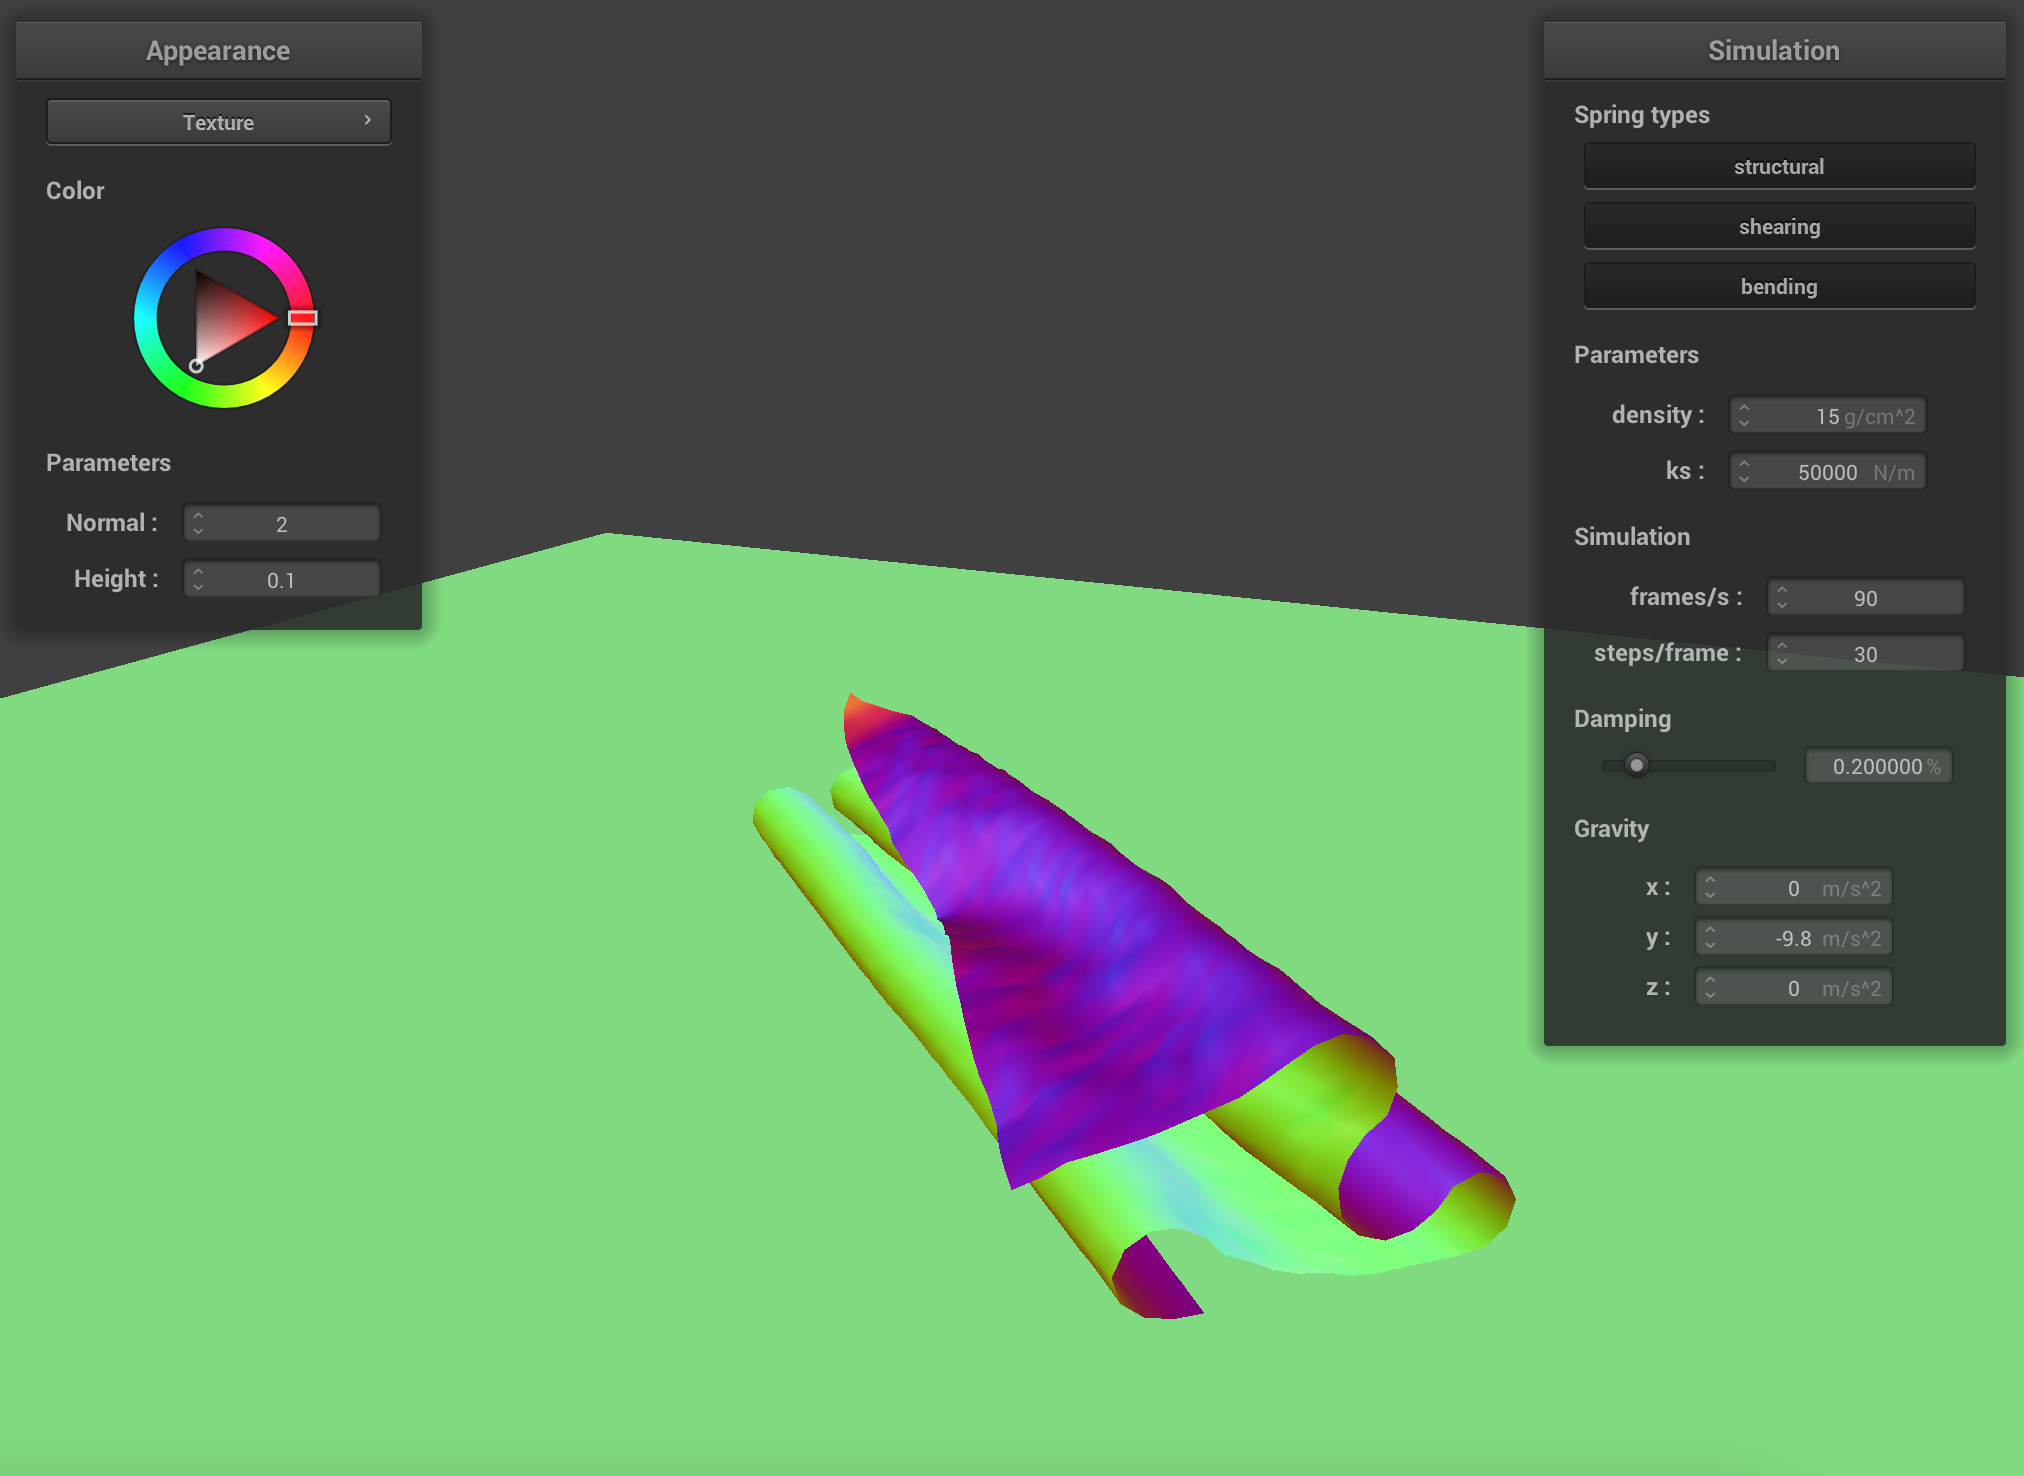 Appearance
Texture
Color
Parameters
Normal : 2
Height : 0.1
Simulation
Spring types
structural
shearing
bending
Parameters
density : 15 g/cm^2
ks : 50000 N/m
Simulation
frames/s : 90
steps/frame : 30
Damping
0.200000 %
Gravity
x : 0 m/s^2
y : -9.8 m/s^2
z : 0 m/s^2